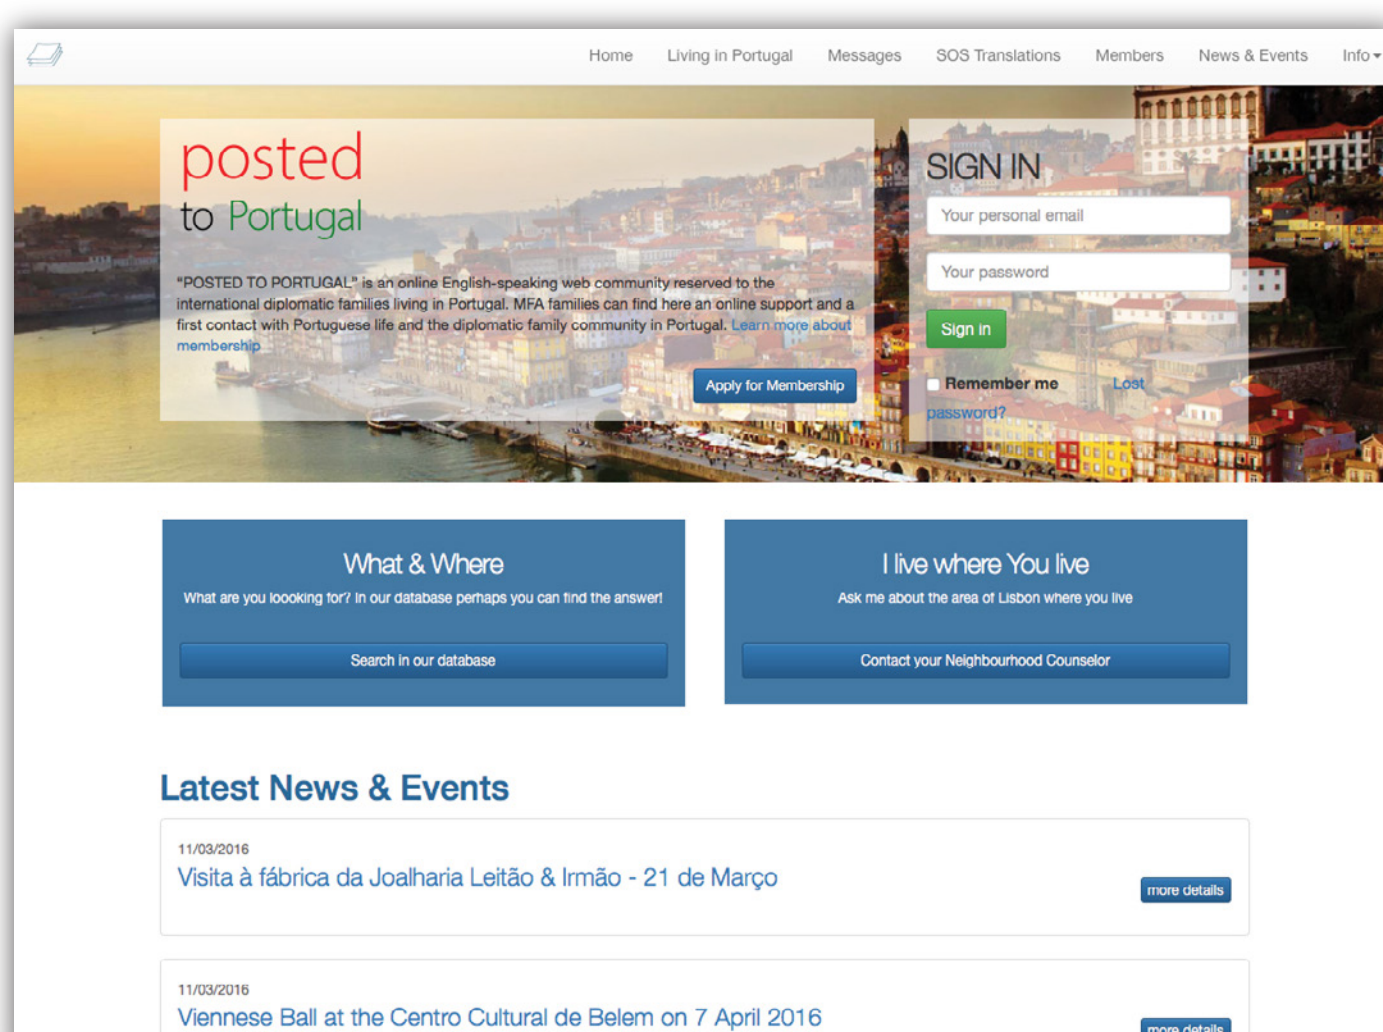 Home Living in Portugal Messages SOS Translations Members News & Events Info
posted
to Portugal
"POSTED TO PORTUGAL" is an online English-speaking web community reserved to the
international diplomatic families living in Portugal. MFA families can find here an online support and a
first contact with Portuguese life and the diplomatic family community in Portugal. Learn more about
membership
Apply for Membership
SIGN IN
Your personal email
Your password
Sign in
Remember me Lost
password?
What & Where
What are you loooking for? In our database perhaps you can find the answer!
Search in our database
I live where You live
Ask me about the area of Lisbon where you live
Contact your Neighbourhood Counselor
Latest News & Events
11/03/2016
Visita à fábrica da Joalharia Leitão & Irmão - 21 de Março
more details
11/03/2016
Viennese Ball at the Centro Cultural de Belem on 7 April 2016
more details